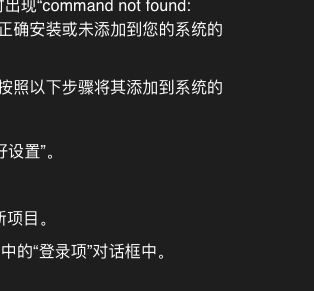 出现“command not found:
正确安装或未添加到您的系统的
按照以下步骤将其添加到系统的
好设置”。
新项目。
中的“登录项”对话框中。